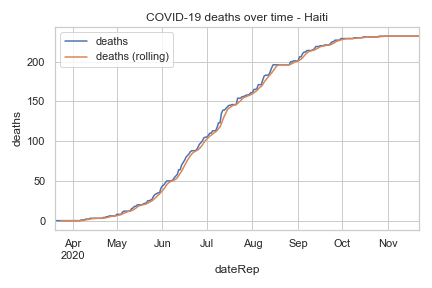 COVID-19 deaths over time - Haiti
deaths
deaths (rolling)
deaths
200
150
100
50
0
Apr May Jun Jul Aug Sep Oct Nov
2020
dateRep